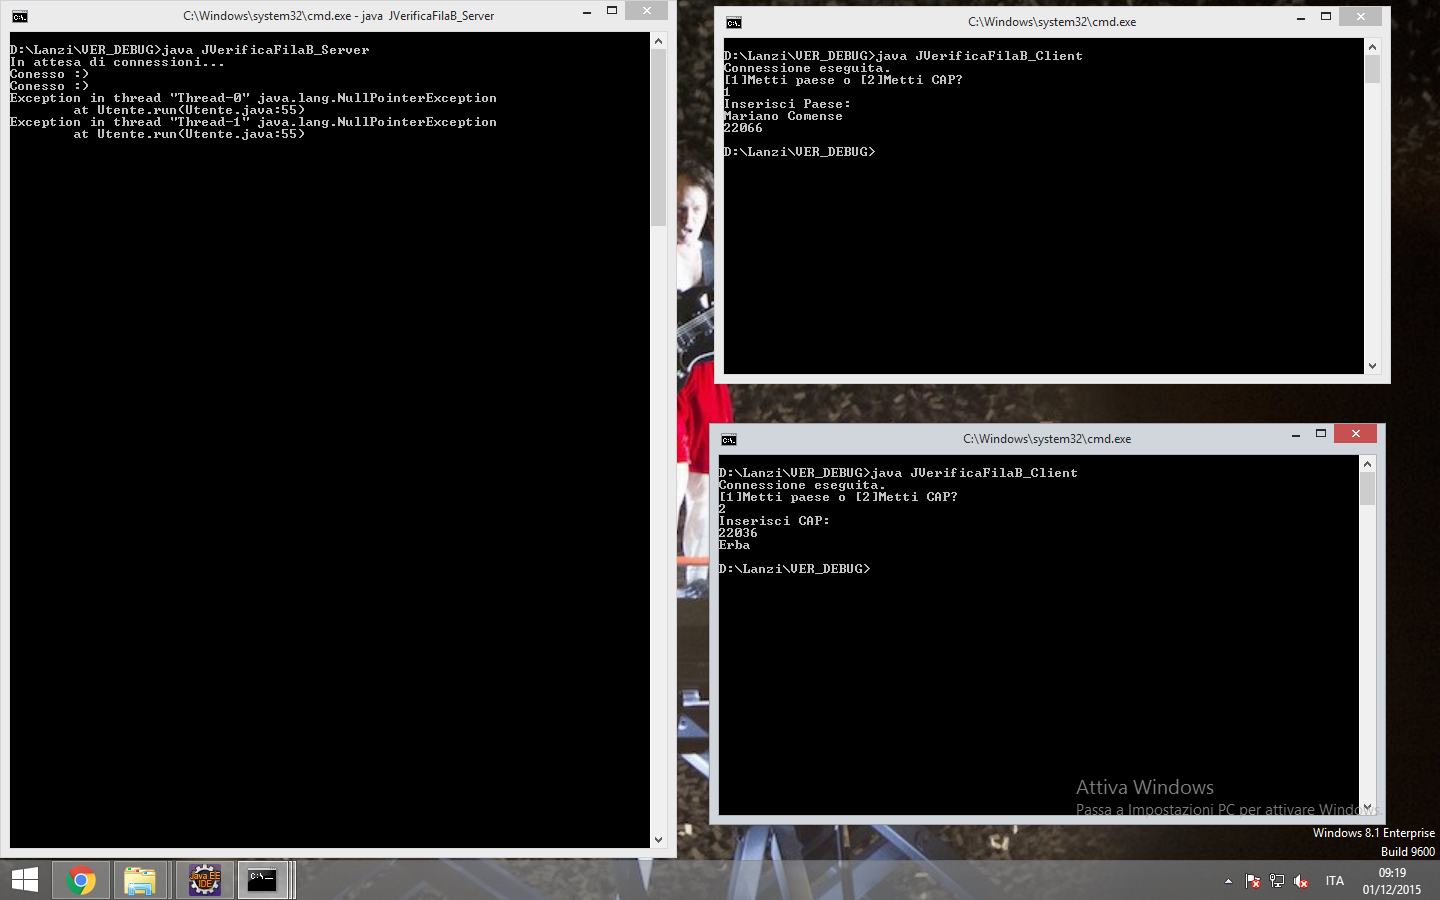 C:\Windows\system32\cmd.exe - java  JVerificaFilaB_Server
D:\Lanzi\VER_DEBUG>java JVerificaFilaB_Server
In attesa di connessioni...
Conesso :)
Conesso :)
Exception in thread "Thread-0" java.lang.NullPointerException
at Utente.run(Utente.java:55)
Exception in thread "Thread-1" java.lang.NullPointerException
at Utente.run(Utente.java:55)
C:\Windows\system32\cmd.exe
D:\Lanzi\VER_DEBUG>java JVerificaFilaB_Client
Connessione eseguita.
[1]Metti paese o [2]Metti CAP?
1
Inserisci Paese:
Mariano Comense
22066
D:\Lanzi\VER_DEBUG>
C:\Windows\system32\cmd.exe
D:\Lanzi\VER_DEBUG>java JVerificaFilaB_Client
Connessione eseguita.
[1]Metti paese o [2]Metti CAP?
2
Inserisci CAP:
22036
Erba
D:\Lanzi\VER_DEBUG>
Attiva Windows
Passa a Impostazioni PC per attivare Windows.
Windows 8.1 Enterprise
Build 9600
Java EE
IDE
ITA
09:19
01/12/2015